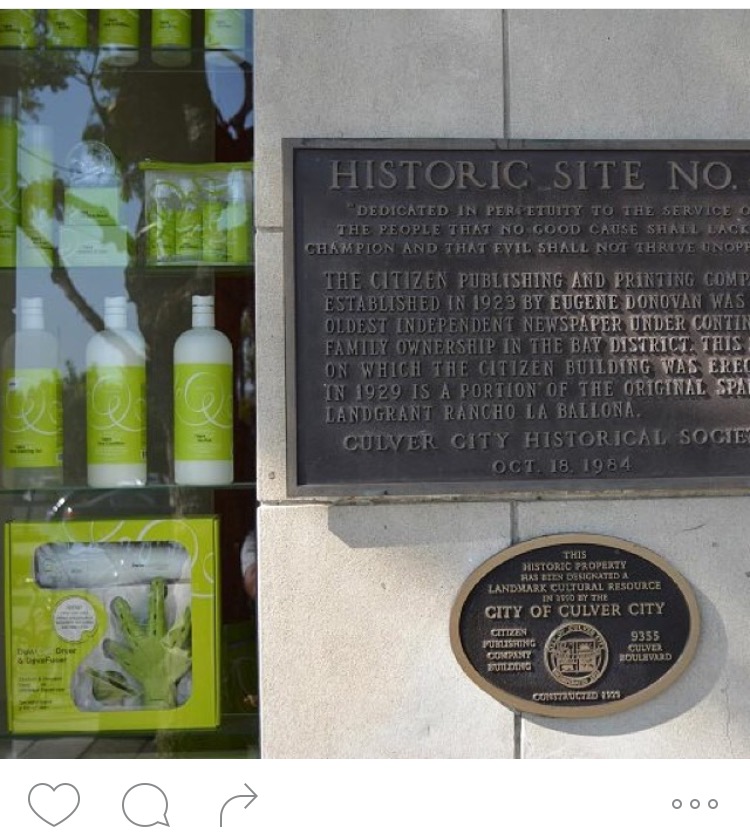 HISTORIC SITE NO.
"DEDICATED IN PERPETUITY TO THE SERVICE O
THE PEOPLE THAT NO GOOD CAUSE SHALL LACK
CHAMPION AND THAT EVIL SHALL NOT THRIVE UNOPP
THE CITIZEN PUBLISHING AND PRINTING COMP
ESTABLISHED IN 1923 BY EUGENE DONOVAN WAS
OLDEST INDEPENDENT NEWSPAPER UNDER CONTIN
FAMILY OWNERSHIP IN THE BAY DISTRICT. THIS
ON WHICH THE CITIZEN BUILDING WAS EREC
IN 1929 IS A PORTION OF THE ORIGINAL SPA
LANDGRANT RANCHO LA BALLONA.
CULVER CITY HISTORICAL SOCIE
OCT. 18, 1984
THIS
HISTORIC PROPERTY
HAS BEEN DESIGNATED A
LANDMARK CULTURAL RESOURCE
IN 1990 BY THE
CITY OF CULVER CITY
CITIZEN
PUBLISHING
COMPANY
BUILDING
9355
CULVER
BOULEVARD
CONSTRUCTED 1929
& DevaFuser